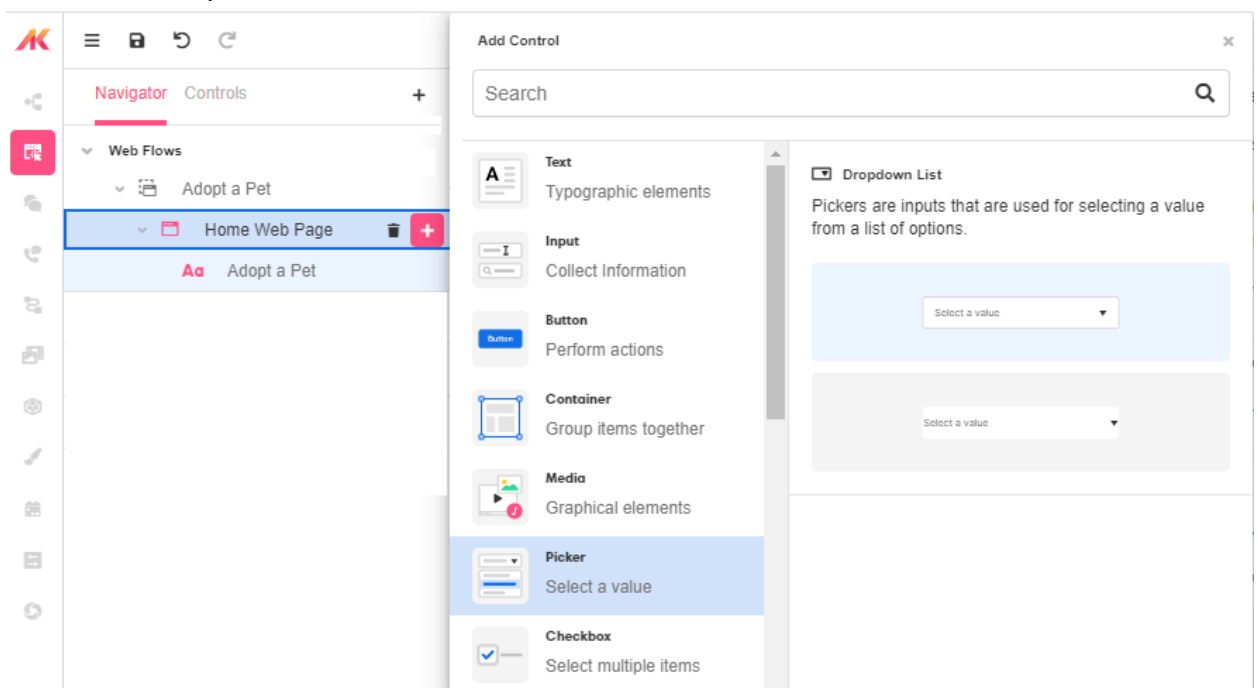 Add Control
Search
Navigator Controls
Web Flows
Adopt a Pet
Home Web Page
Aa Adopt a Pet
A
Text
Typographic elements
Input
Collect Information
Button
Button
Perform actions
Container
Group items together
Media
Graphical elements
Picker
Select a value
Checkbox
Select multiple items
Dropdown List
Pickers are inputs that are used for selecting a value
from a list of options.
Select a value
Select a value